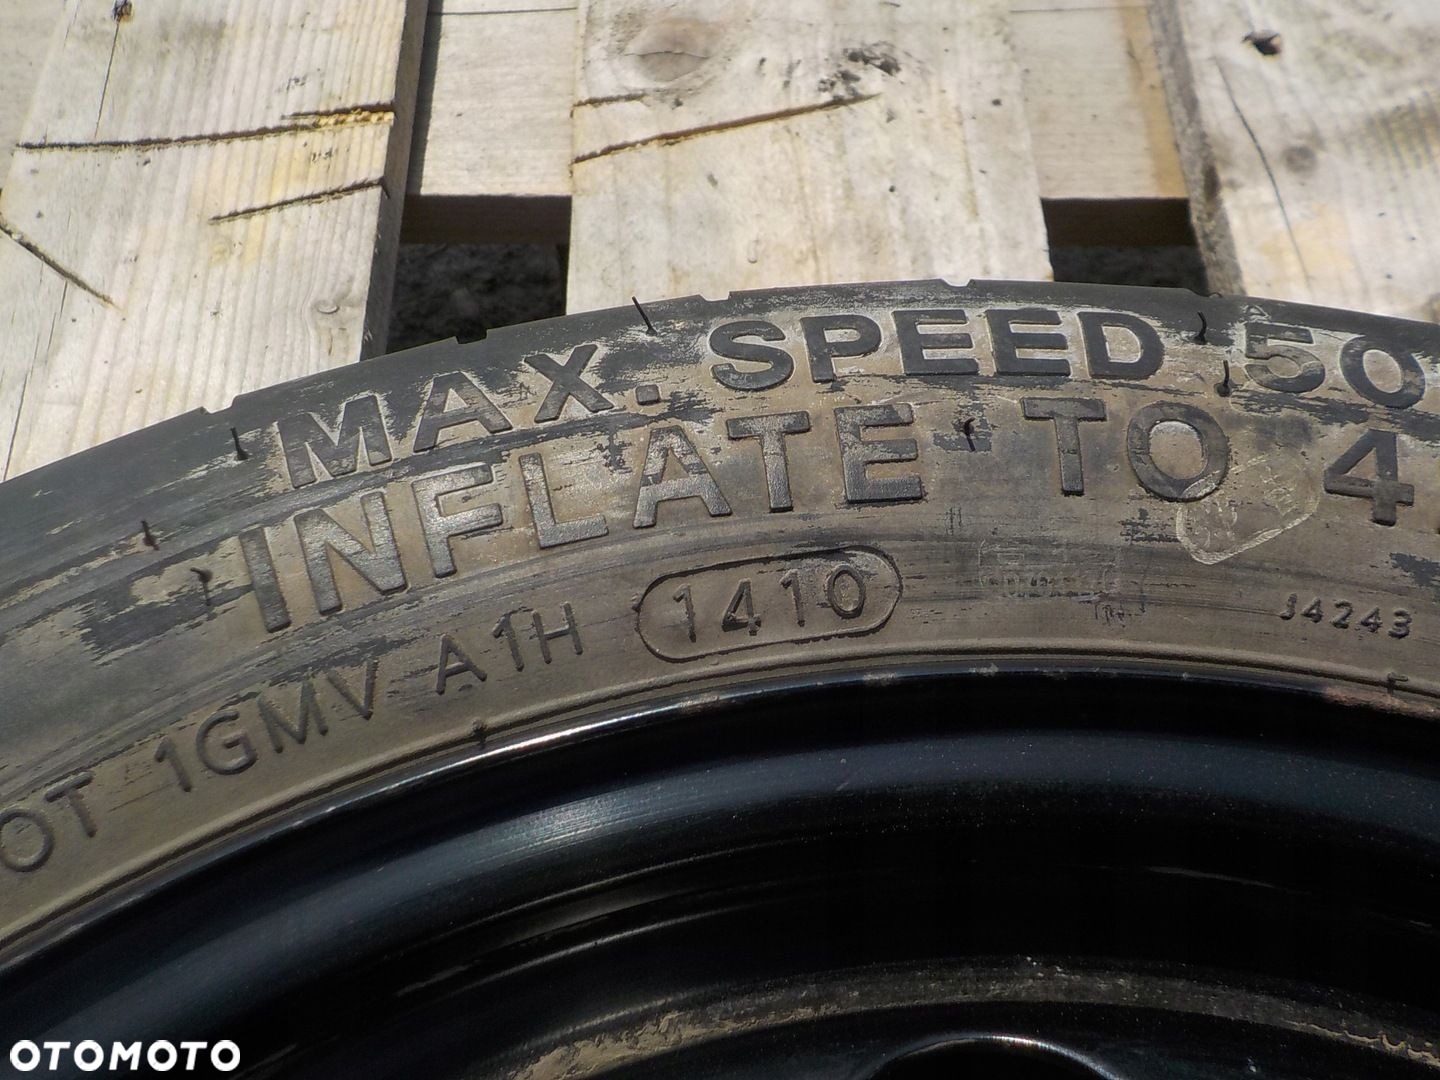 MAX. SPEED 50
INFLATE TO 4
1410
J4243
OT 1GMV A1H
OTOMOTO